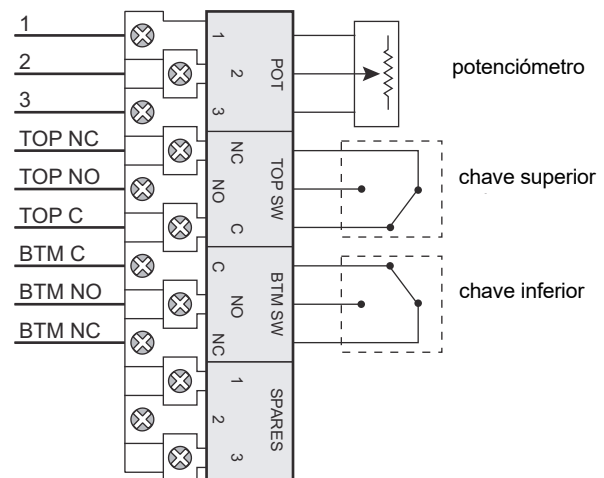 1
2
3
TOP NC
TOP NO
TOP C
BTM C
BTM NO
BTM NC
1
2
3
POT
NC
NO
C
TOP SW
C
NO
NC
BTM SW
1
2
3
SPARES
potenciómetro
chave superior
chave inferior